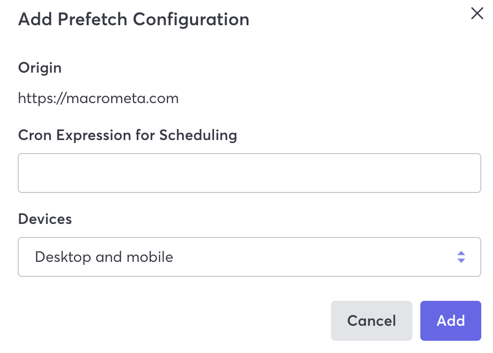 Add Prefetch Configuration
Origin
https://macrometa.com
Cron Expression for Scheduling
Devices
Desktop and mobile
Cancel Add